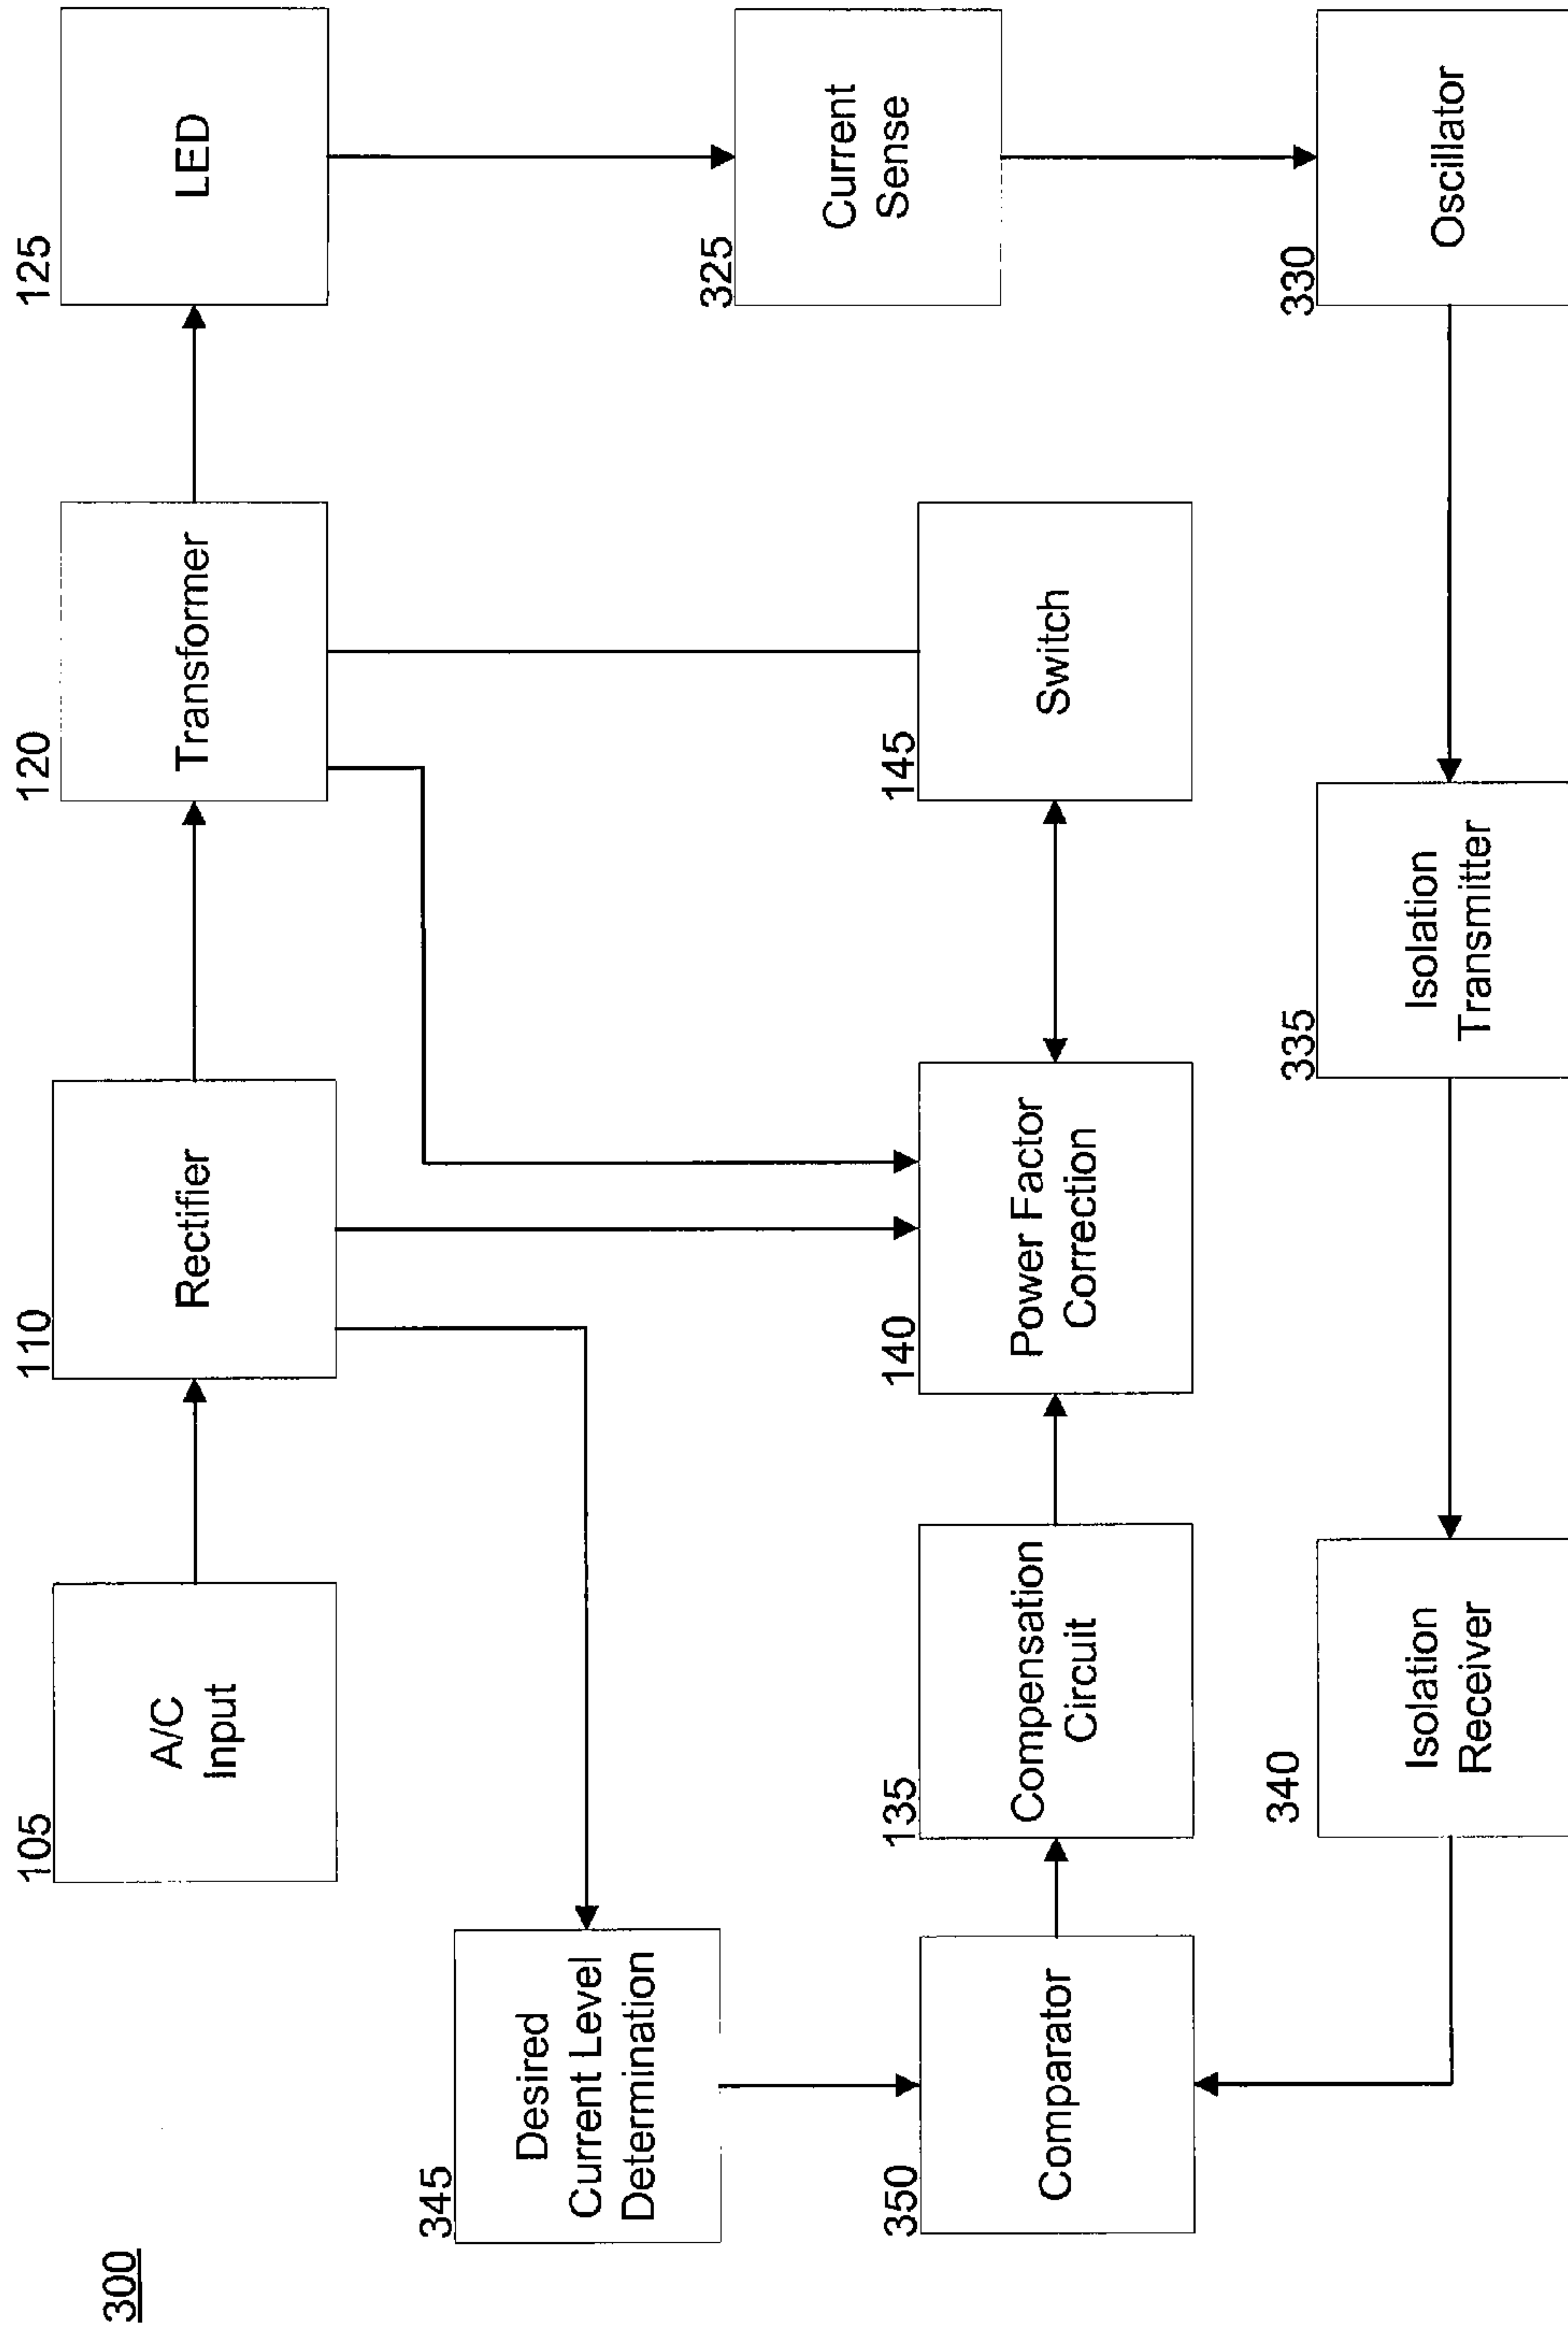 300
105
A/C
input
110
Rectifier
120
Transformer
125
LED
345
Desired
Current Level
Determination
325
Current
Sense
350
Comparator
135
Compensation
Circuit
140
Power Factor
Correction
145
Switch
340
Isolation
Receiver
335
Isolation
Transmitter
330
Oscillator